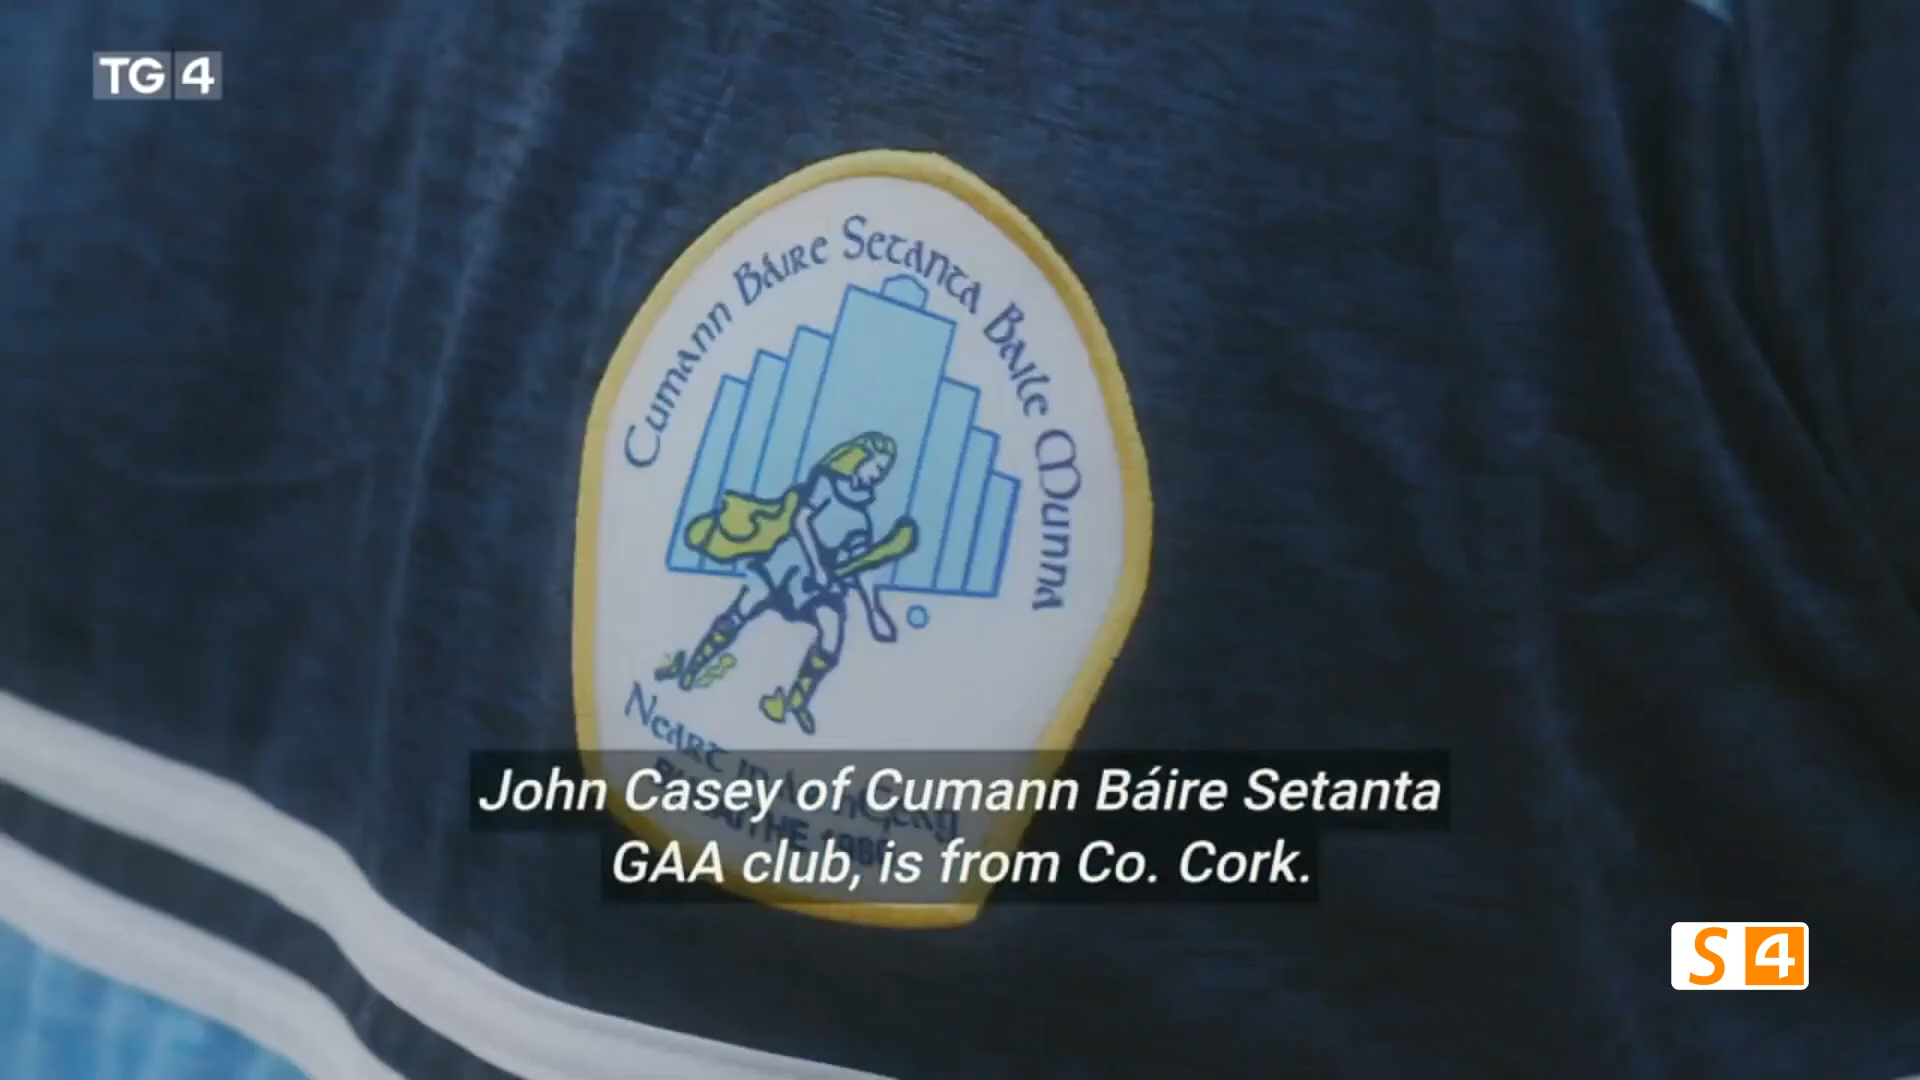 TG4
Cumann Báire Setanta Baile Munna
Neart
John Casey of Cumann Báire Setanta
GAA club, is from Co. Cork.
S4